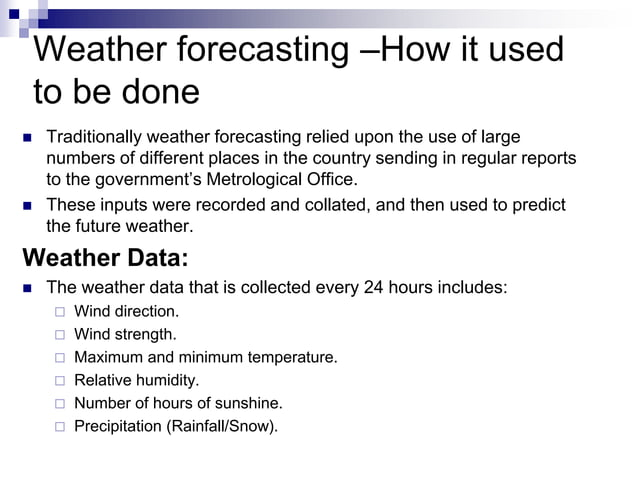 Weather forecasting –How it used
to be done
Traditionally weather forecasting relied upon the use of large
numbers of different places in the country sending in regular reports
to the government's Metrological Office.
These inputs were recorded and collated, and then used to predict
the future weather.
Weather Data:
The weather data that is collected every 24 hours includes:
Wind direction.
Wind strength.
Maximum and minimum temperature.
Relative humidity.
Number of hours of sunshine.
Precipitation (Rainfall/Snow).